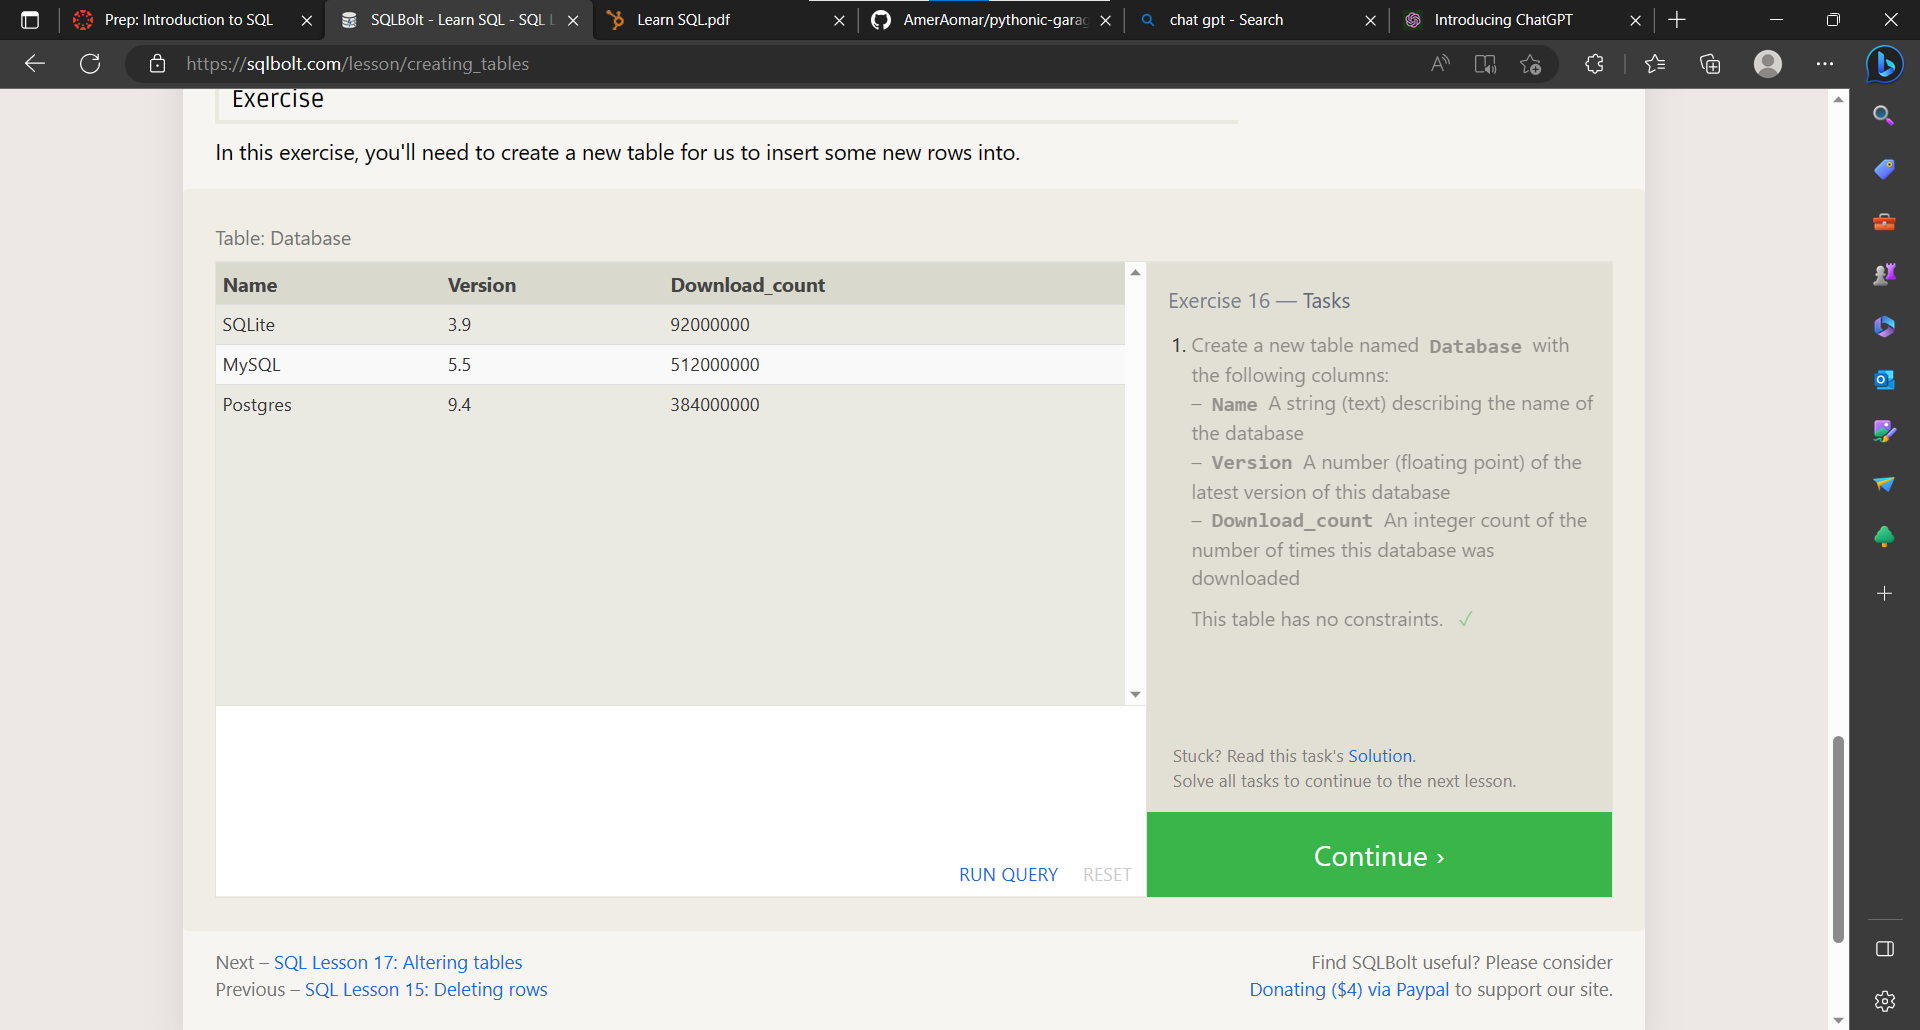 Prep: Introduction to SQL
SQLBolt - Learn SQL - SQL L
Learn SQL.pdf
AmerAomar/pythonic-garag
chat gpt - Search
Introducing ChatGPT
https://sqlbolt.com/lesson/creating_tables
Exercise
In this exercise, you'll need to create a new table for us to insert some new rows into.
Table: Database
Name Version Download_count
SQLite 3.9 92000000
MySQL 5.5 512000000
Postgres 9.4 384000000
RUN QUERY RESET
Exercise 16 — Tasks
1. Create a new table named Database with
the following columns:
– Name A string (text) describing the name of
the database
– Version A number (floating point) of the
latest version of this database
– Download_count An integer count of the
number of times this database was
downloaded
This table has no constraints. ✓
Stuck? Read this task's Solution.
Solve all tasks to continue to the next lesson.
Continue ›
Next – SQL Lesson 17: Altering tables
Previous – SQL Lesson 15: Deleting rows
Find SQLBolt useful? Please consider
Donating ($4) via Paypal to support our site.